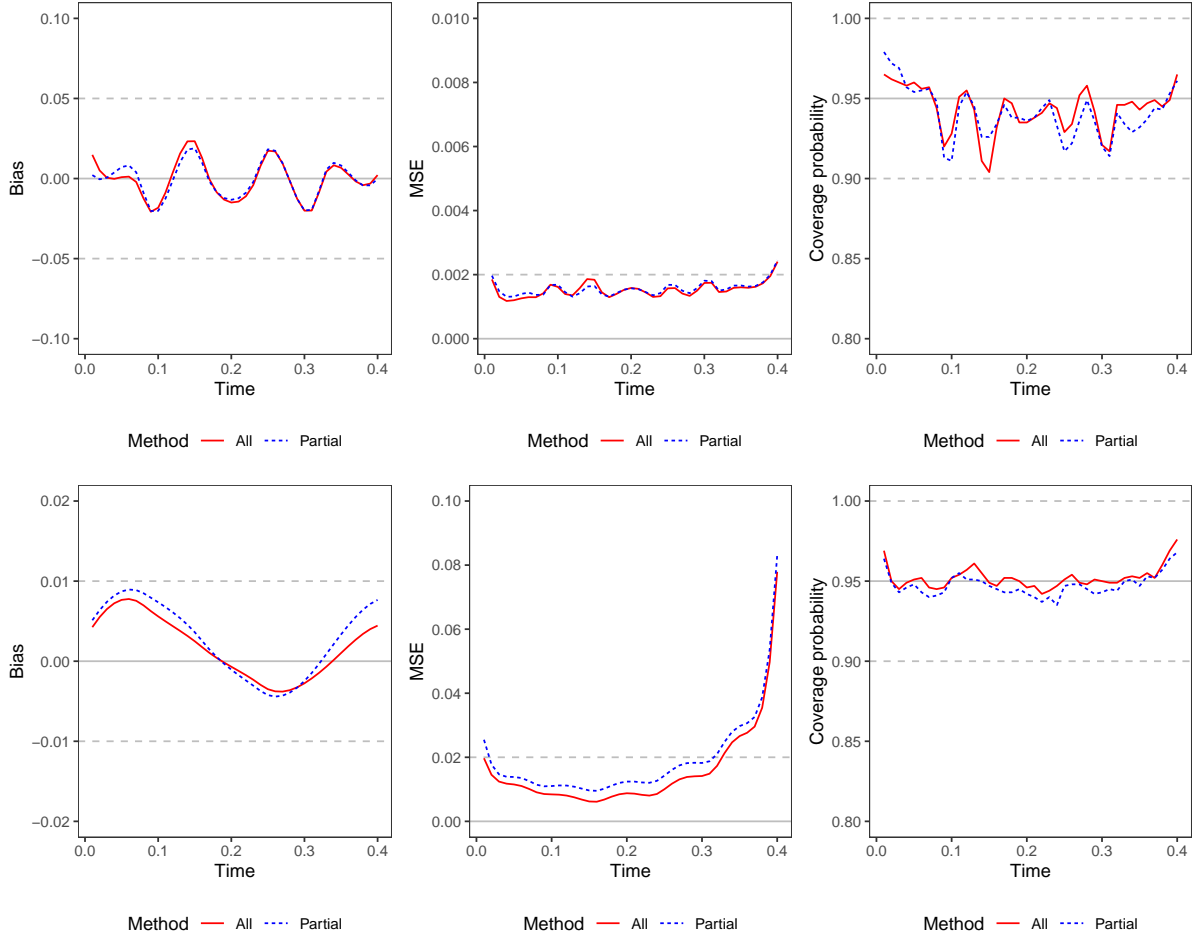 Bias
0.10
0.05
0.00
−0.05
−0.10
0.0 0.1 0.2 0.3 0.4
Time
Method All Partial
MSE
0.010
0.008
0.006
0.004
0.002
0.000
0.0 0.1 0.2 0.3 0.4
Time
Method All Partial
Coverage probability
1.00
0.95
0.90
0.85
0.80
0.0 0.1 0.2 0.3 0.4
Time
Method All Partial
Bias
0.02
0.01
0.00
−0.01
−0.02
0.0 0.1 0.2 0.3 0.4
Time
Method All Partial
MSE
0.10
0.08
0.06
0.04
0.02
0.00
0.0 0.1 0.2 0.3 0.4
Time
Method All Partial
Coverage probability
1.00
0.95
0.90
0.85
0.80
0.0 0.1 0.2 0.3 0.4
Time
Method All Partial